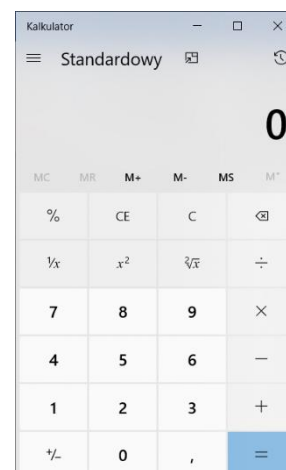 Kalkulator
Standardowy
0
MC MR M+ M- MS M˅
% CE C
¹/x x² ²√x ÷
7 8 9 ×
4 5 6 −
1 2 3 +
+/− 0 , =